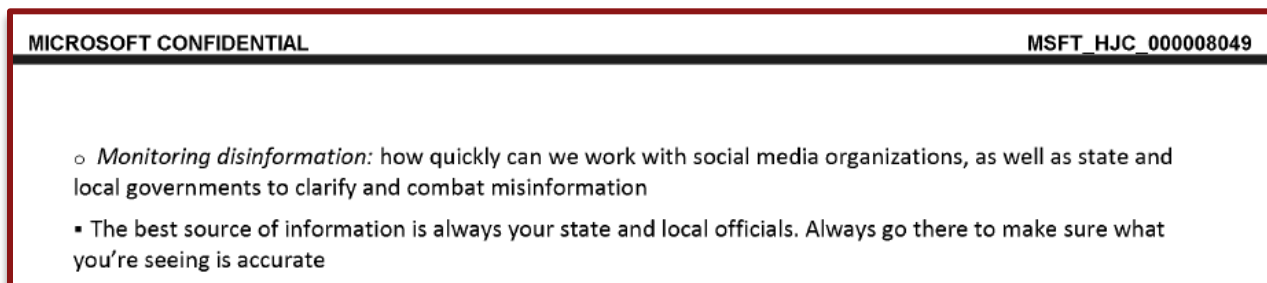 MICROSOFT CONFIDENTIAL MSFT_HJC_000008049
○ Monitoring disinformation: how quickly can we work with social media organizations, as well as state and
local governments to clarify and combat misinformation
▪ The best source of information is always your state and local officials. Always go there to make sure what
you’re seeing is accurate